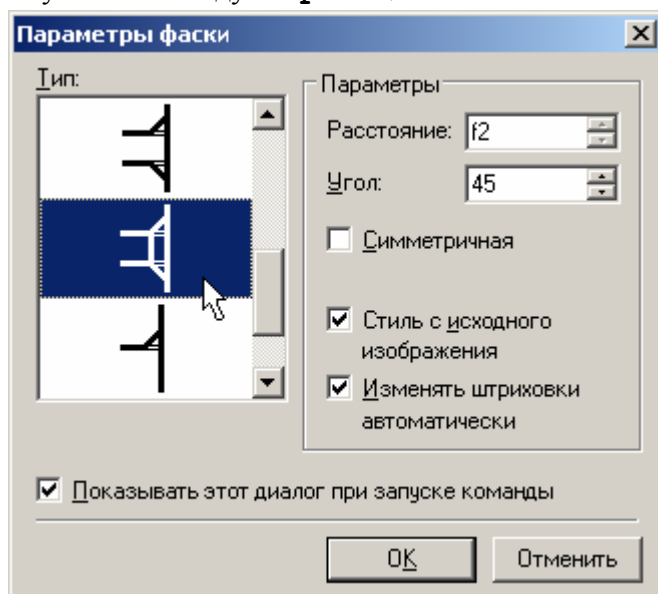 Параметры фаски
Тип:
Параметры
Расстояние: f2
Угол: 45
Симметричная
Стиль с исходного
изображения
Изменять штриховки
автоматически
Показывать этот диалог при запуске команды
OK
Отменить